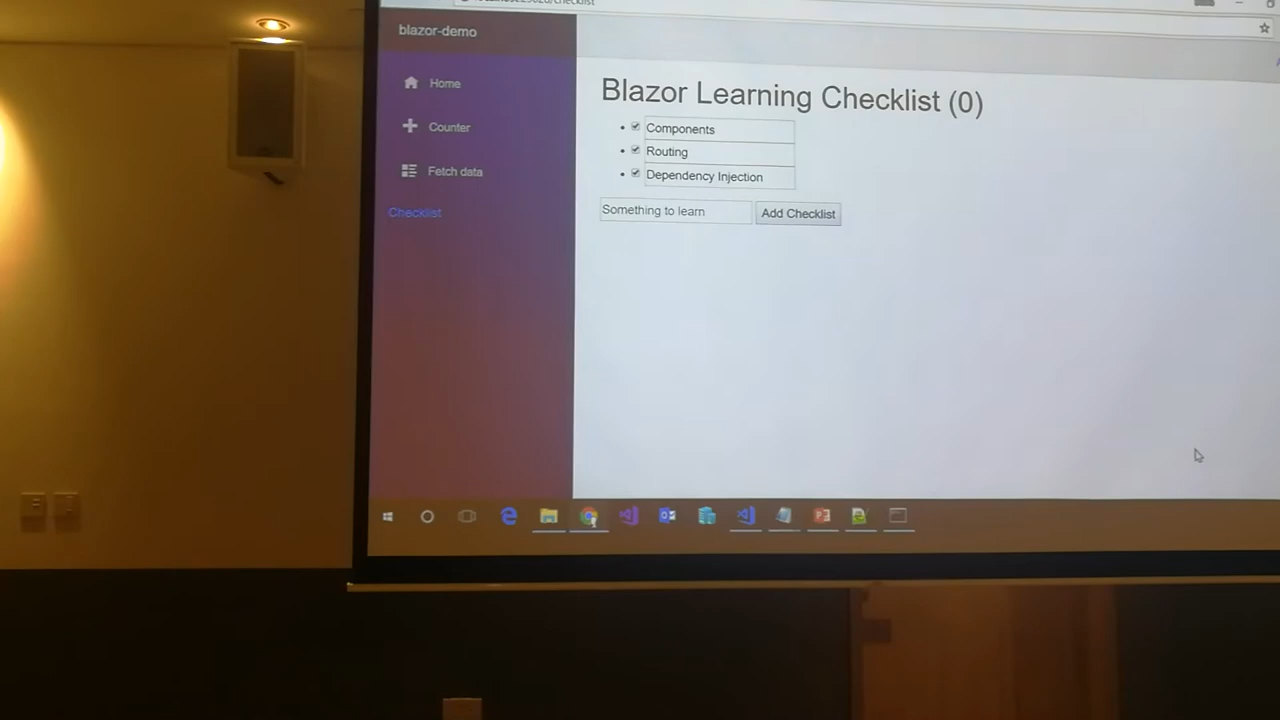 blazor-demo
Home
Counter
Fetch data
Checklist
Blazor Learning Checklist (0)
Components
Routing
Dependency Injection
Something to learn
Add Checklist